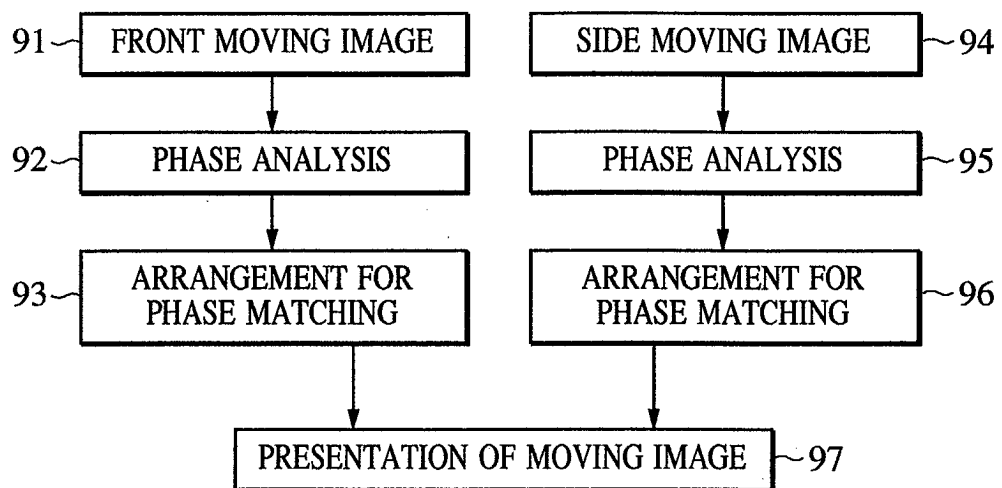 91 FRONT MOVING IMAGE
SIDE MOVING IMAGE 94
92 PHASE ANALYSIS
PHASE ANALYSIS 95
93 ARRANGEMENT FOR
PHASE MATCHING
ARRANGEMENT FOR
PHASE MATCHING 96
PRESENTATION OF MOVING IMAGE 97